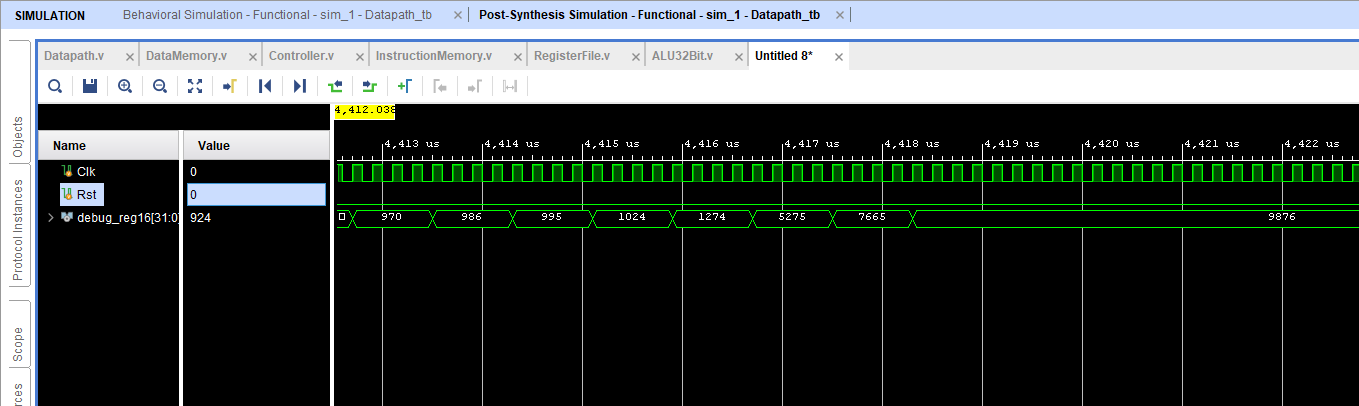 SIMULATION Behavioral Simulation - Functional - sim_1 - Datapath_tb Post-Synthesis Simulation - Functional - sim_1 - Datapath_tb
Datapath.v DataMemory.v Controller.v InstructionMemory.v RegisterFile.v ALU32Bit.v Untitled 8*
4,412.038
Name Value 4,413 us 4,414 us 4,415 us 4,416 us 4,417 us 4,418 us 4,419 us 4,420 us 4,421 us 4,422 us
Clk 0
Rst 0
debug_reg16[31:0 924 970 986 995 1024 1274 5275 7665 9876
Objects
Protocol Instances
Scope
rces